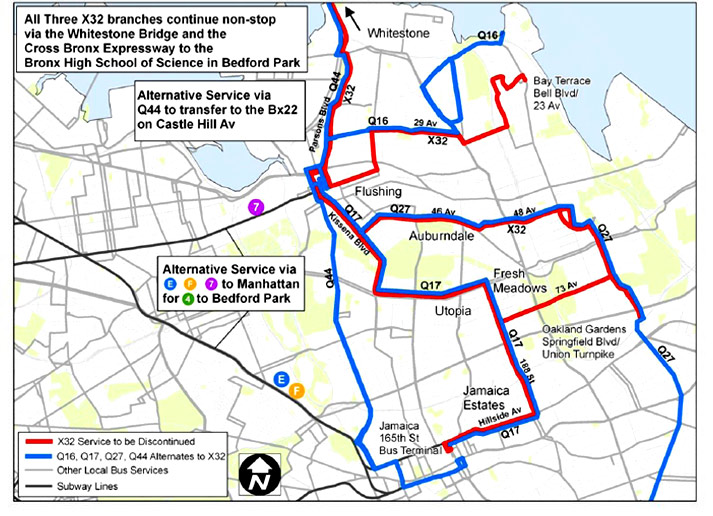 All Three X32 branches continue non-stop
via the Whitestone Bridge and the
Cross Bronx Expressway to the
Bronx High School of Science in Bedford Park
Whitestone
Q16
Alternative Service via
Q44 to transfer to the Bx22
on Castle Hill Av
Q44
X32
Bay Terrace
Bell Blvd/
23 Av
Parsons Blvd
Q16
29 Av
X32
Flushing
7
Q17
Kissena Blvd
Q27
46 Av
48 Av
X32
Auburndale
Q27
Alternative Service via
E F 7 to Manhattan
for 4 to Bedford Park
Q44
Q17
Fresh
Meadows
73 Av
Utopia
Q17
188 St
Oakland Gardens
Springfield Blvd/
Union Turnpike
Q27
E
F
Jamaica
Estates
Hillside Av
Q17
Jamaica
165th St
Bus Terminal
X32 Service to be Discontinued
Q16, Q17, Q27, Q44 Alternates to X32
Other Local Bus Services
Subway Lines
N